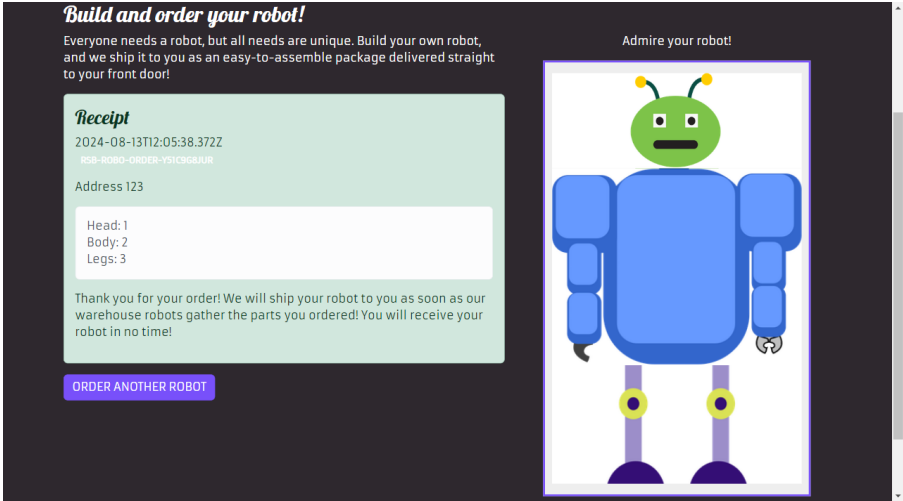 Build and order your robot!
Everyone needs a robot, but all needs are unique. Build your own robot,
and we ship it to you as an easy-to-assemble package delivered straight
to your front door!
Admire your robot!
Receipt
2024-08-13T12:05:38.372Z
RSB-ROBO-ORDER-Y51C9G8JUR
Address 123
Head: 1
Body: 2
Legs: 3
Thank you for your order! We will ship your robot to you as soon as our
warehouse robots gather the parts you ordered! You will receive your
robot in no time!
ORDER ANOTHER ROBOT